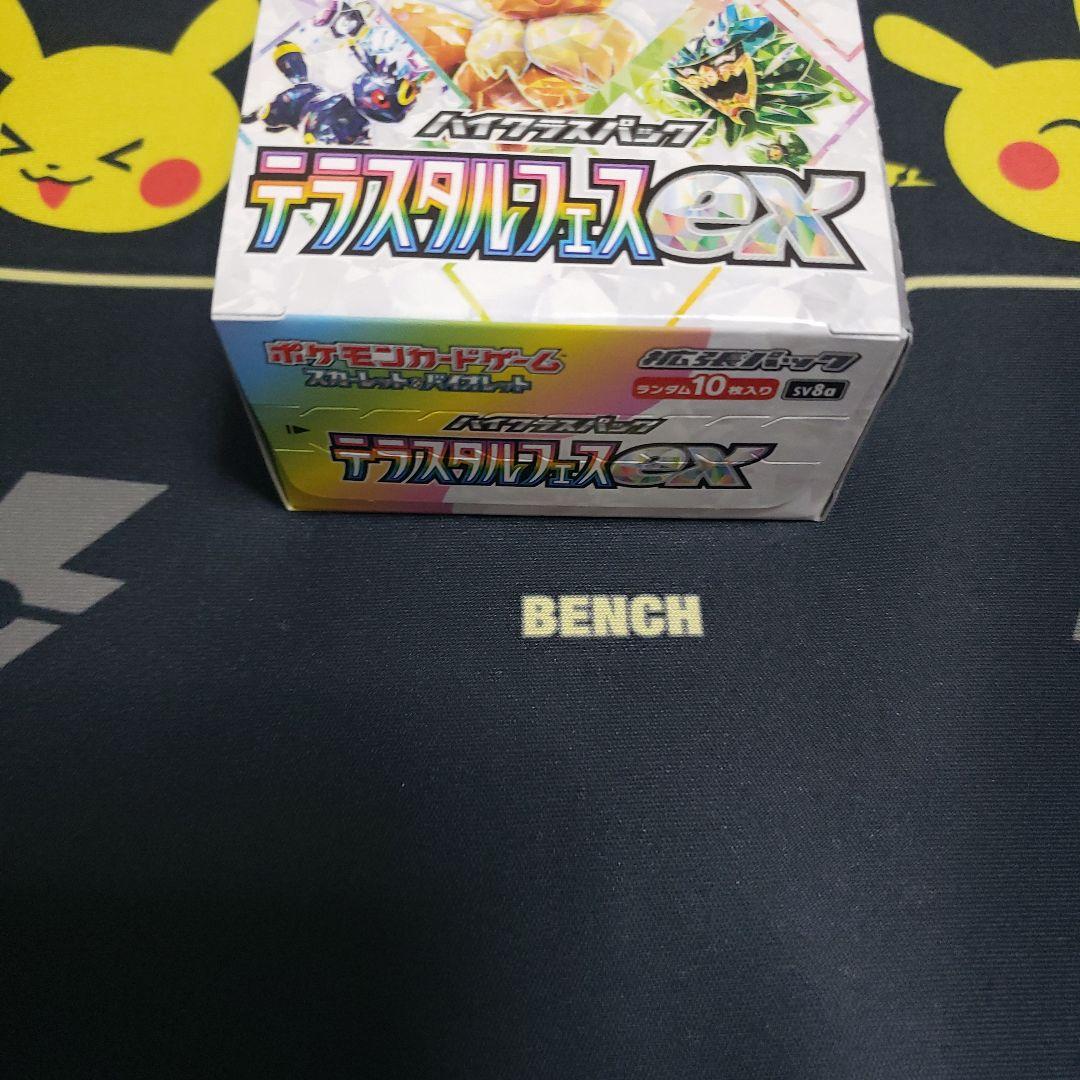 ハイクラスパック
テラスタルフェスex
ポケモンカードゲーム
スカーレット&バイオレット
拡張パック
ランダム10枚入り SV8a
ハイクラスパック
テラスタルフェスex
BENCH